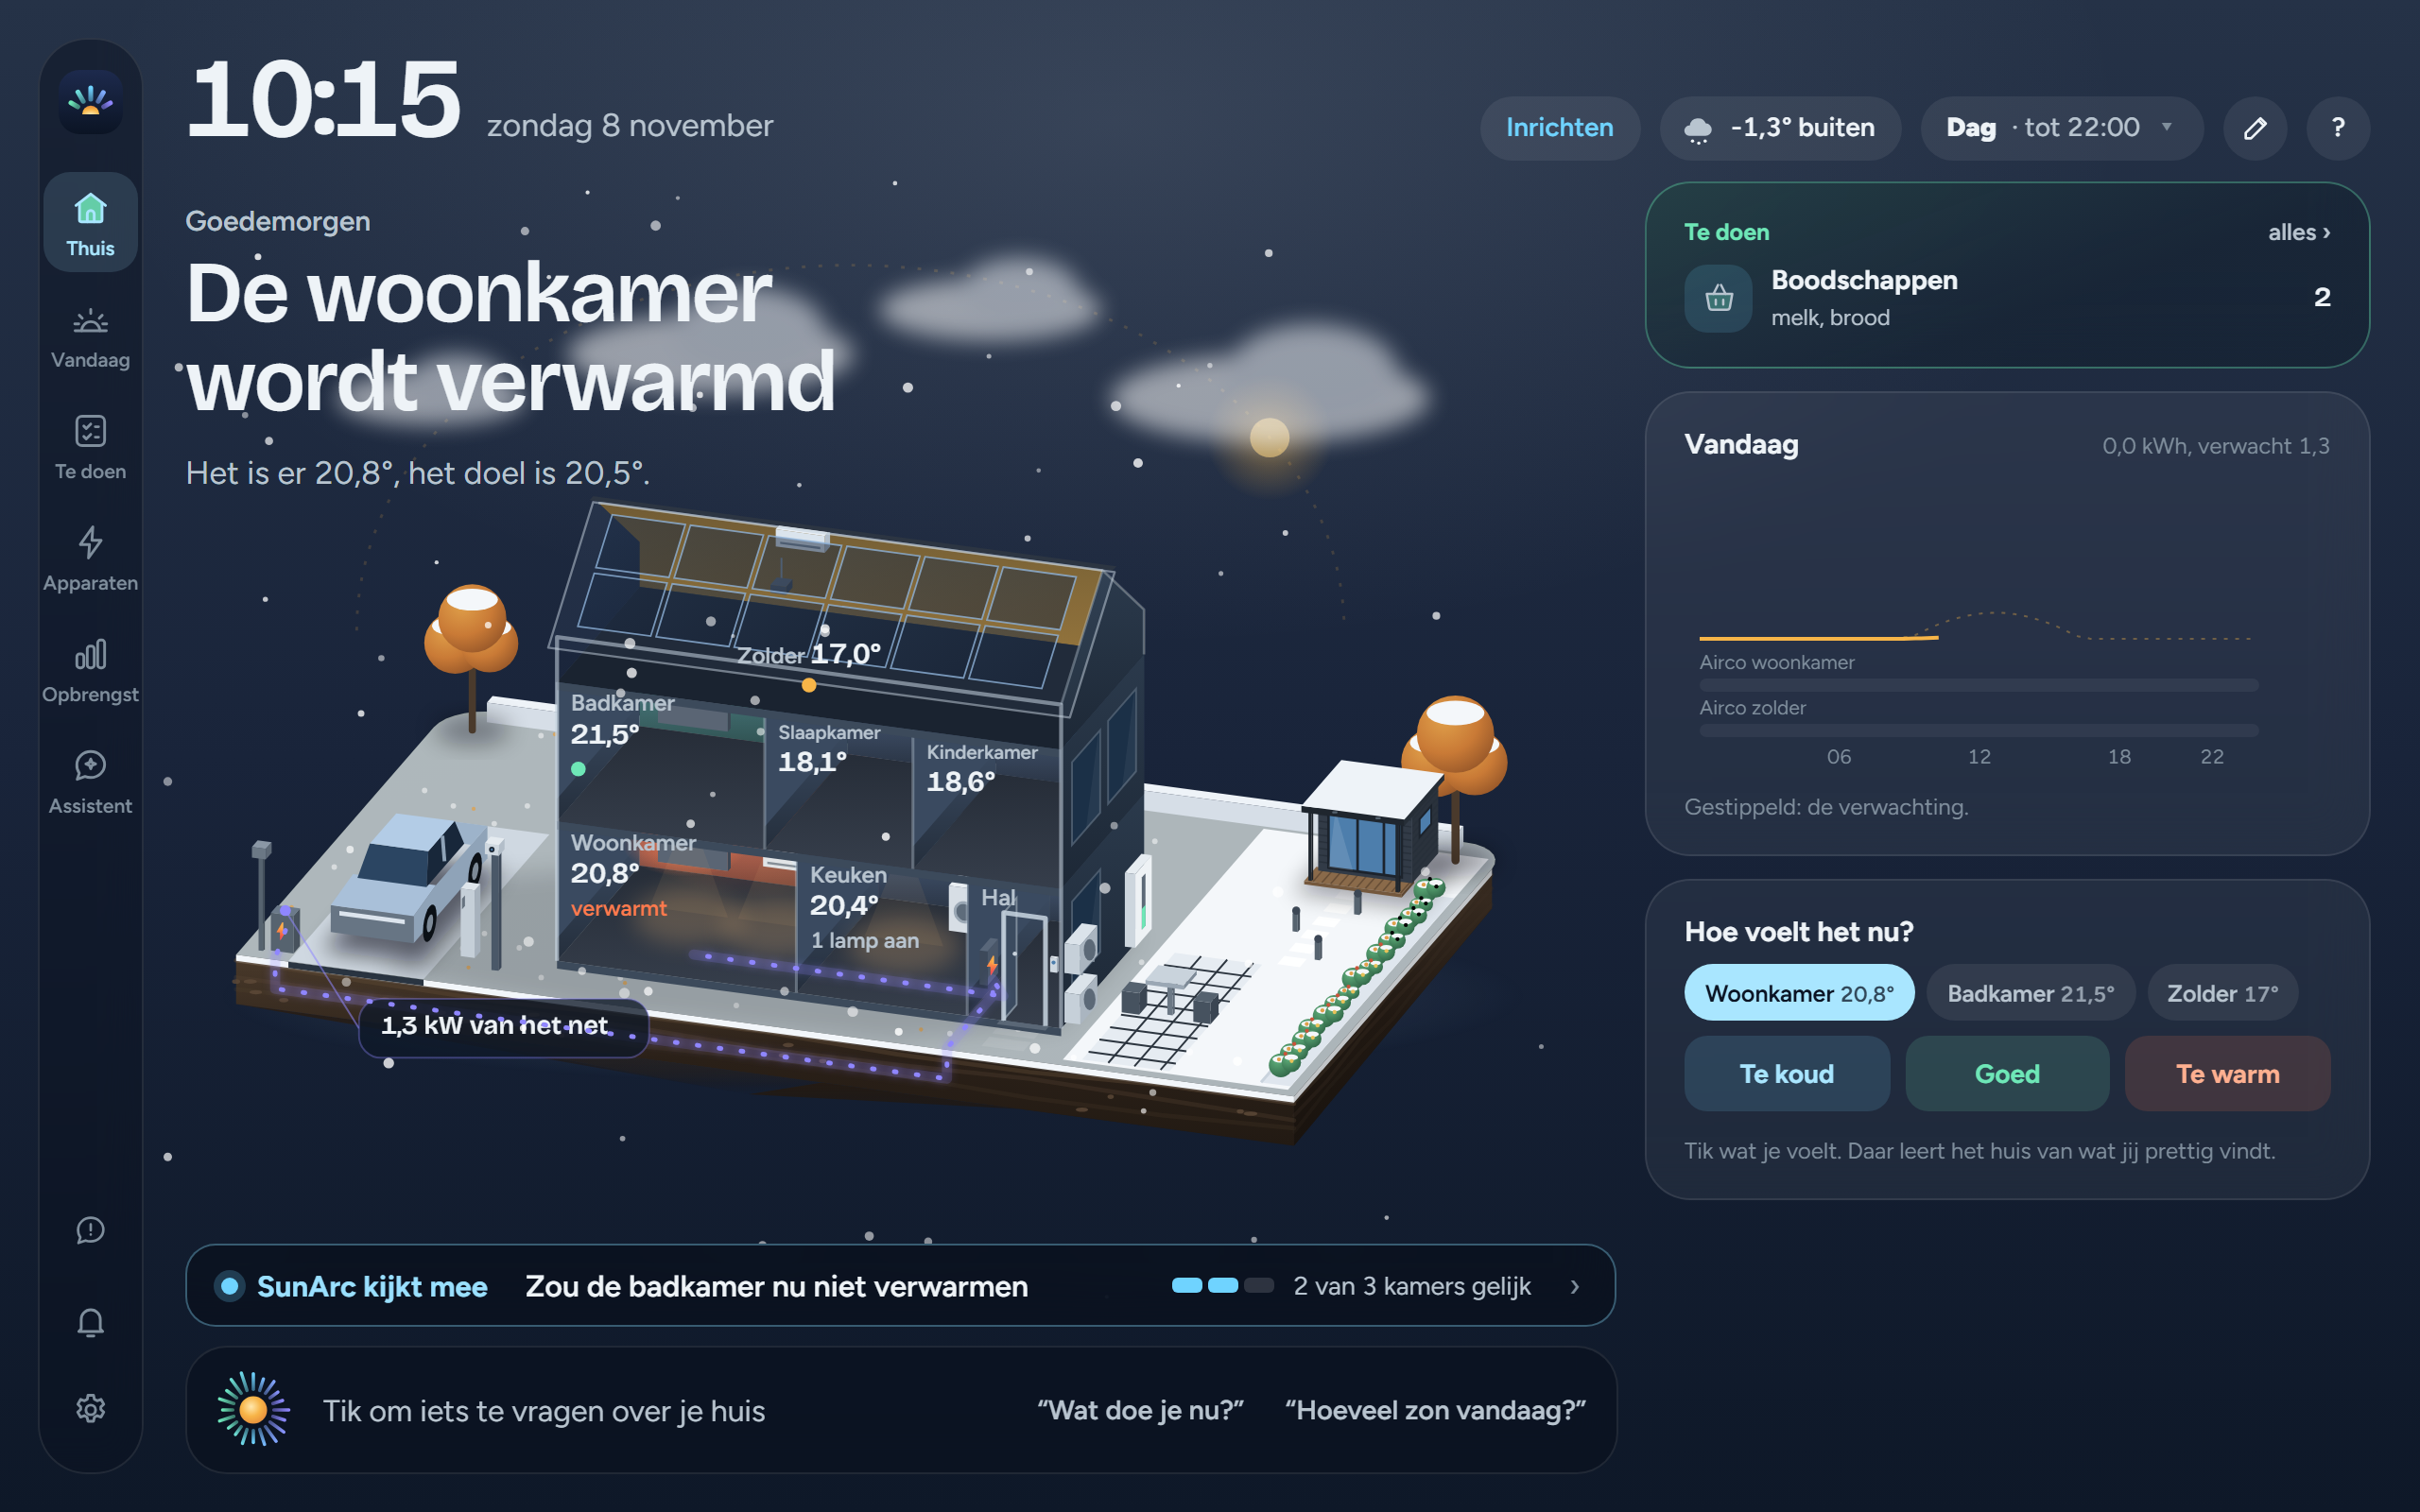 10:15 zondag 8 november
Inrichten
-1,3° buiten
Dag · tot 22:00
?
Thuis
Vandaag
Te doen
Apparaten
Opbrengst
Assistent
Goedemorgen
De woonkamer
wordt verwarmd
Het is er 20,8°, het doel is 20,5°.
Zolder 17,0°
Badkamer
21,5°
Slaapkamer
18,1°
Kinderkamer
18,6°
Woonkamer
20,8°
verwarmt
Keuken
20,4°
1 lamp aan
Hal
1,3 kW van het net
Te doen
alles ›
Boodschappen
melk, brood
2
Vandaag
0,0 kWh, verwacht 1,3
Airco woonkamer
Airco zolder
06 12 18 22
Gestippeld: de verwachting.
Hoe voelt het nu?
Woonkamer 20,8°
Badkamer 21,5°
Zolder 17°
Te koud
Goed
Te warm
Tik wat je voelt. Daar leert het huis van wat jij prettig vindt.
SunArc kijkt mee
Zou de badkamer nu niet verwarmen
2 van 3 kamers gelijk ›
Tik om iets te vragen over je huis
“Wat doe je nu?”
“Hoeveel zon vandaag?”